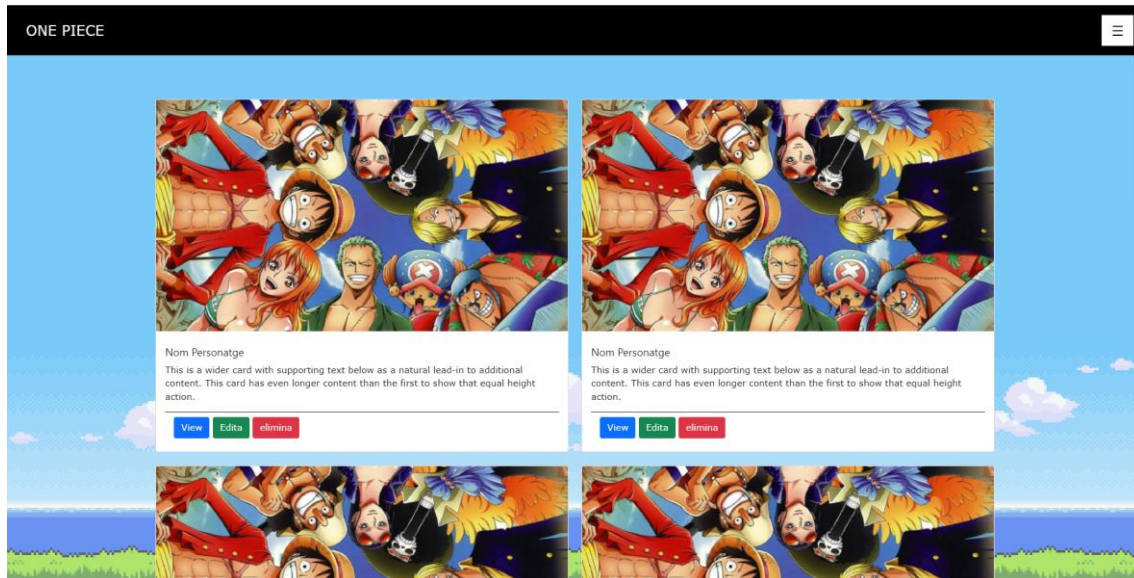 ONE PIECE
☰
Nom Personatge
This is a wider card with supporting text below as a natural lead-in to additional
content. This card has even longer content than the first to show that equal height
action.
View Edita elimina
Nom Personatge
This is a wider card with supporting text below as a natural lead-in to additional
content. This card has even longer content than the first to show that equal height
action.
View Edita elimina